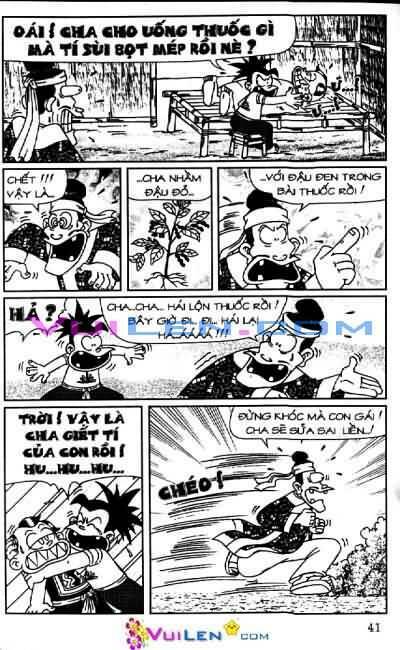 OÁI! CHA CHO UỐNG THUỐC GÌ
MÀ TÍ SÙI BỌT MÉP RỒI NÈ?
CHẾT!!!
VẬY LÀ...
...CHA NHẦM
ĐẬU ĐỎ...
...VỚI ĐẬU ĐEN TRONG
BÀI THUỐC RỒI!
HẢ?
CHA...CHA... HÁI LỘN THUỐC RỒI!
BÂY GIỜ ĐI... ĐI... HÁI LẠI
VUILEN.COM
TRỜI! VẬY LÀ
CHA GIẾT TÍ
CỦA CON RỒI!
HU...HU...HU...
ĐỪNG KHÓC MÀ CON GÁI!
CHA SẼ SỬA SAI LIỀN!
CHÉO!
41
VUILEN.COM